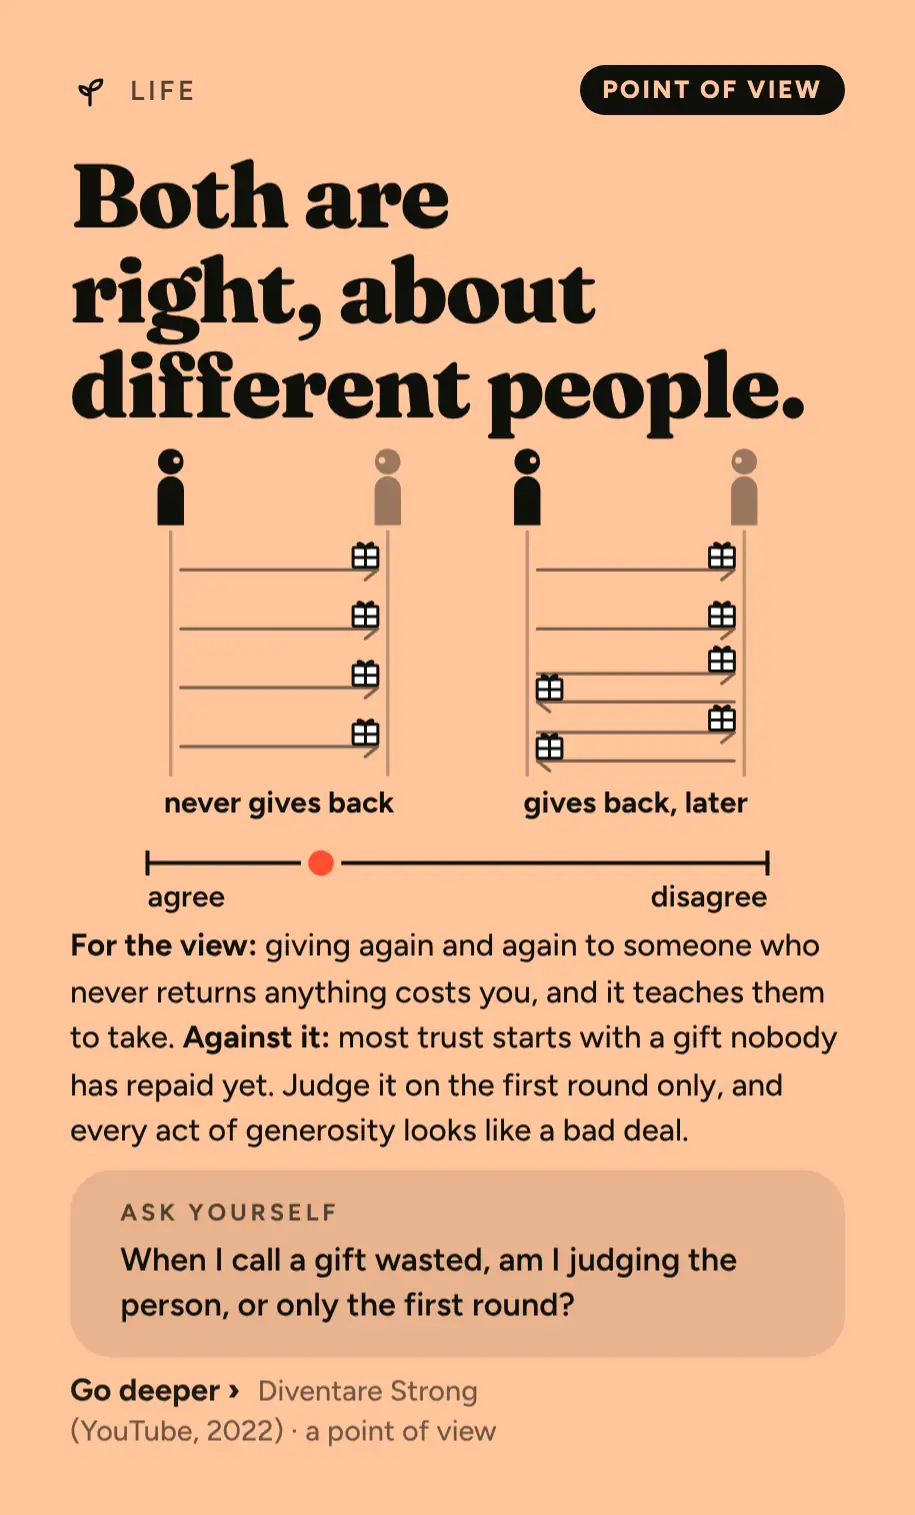 LIFE
POINT OF VIEW
Both are
right, about
different people.
never gives back
gives back, later
agree
disagree
For the view: giving again and again to someone who
never returns anything costs you, and it teaches them
to take. Against it: most trust starts with a gift nobody
has repaid yet. Judge it on the first round only, and
every act of generosity looks like a bad deal.
ASK YOURSELF
When I call a gift wasted, am I judging the
person, or only the first round?
Go deeper › Diventare Strong
(YouTube, 2022) · a point of view